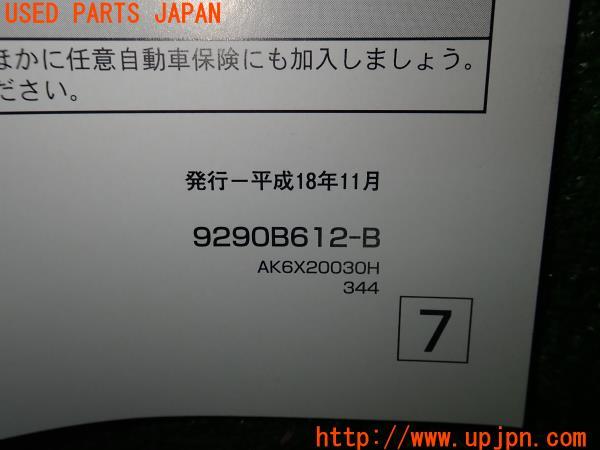 USED PARTS JAPAN
ほかに任意自動車保険にも加入しましょう。
ださい。
発行－平成18年11月
9290B612-B
AK6X20030H
344
7
http://www.upjpn.com